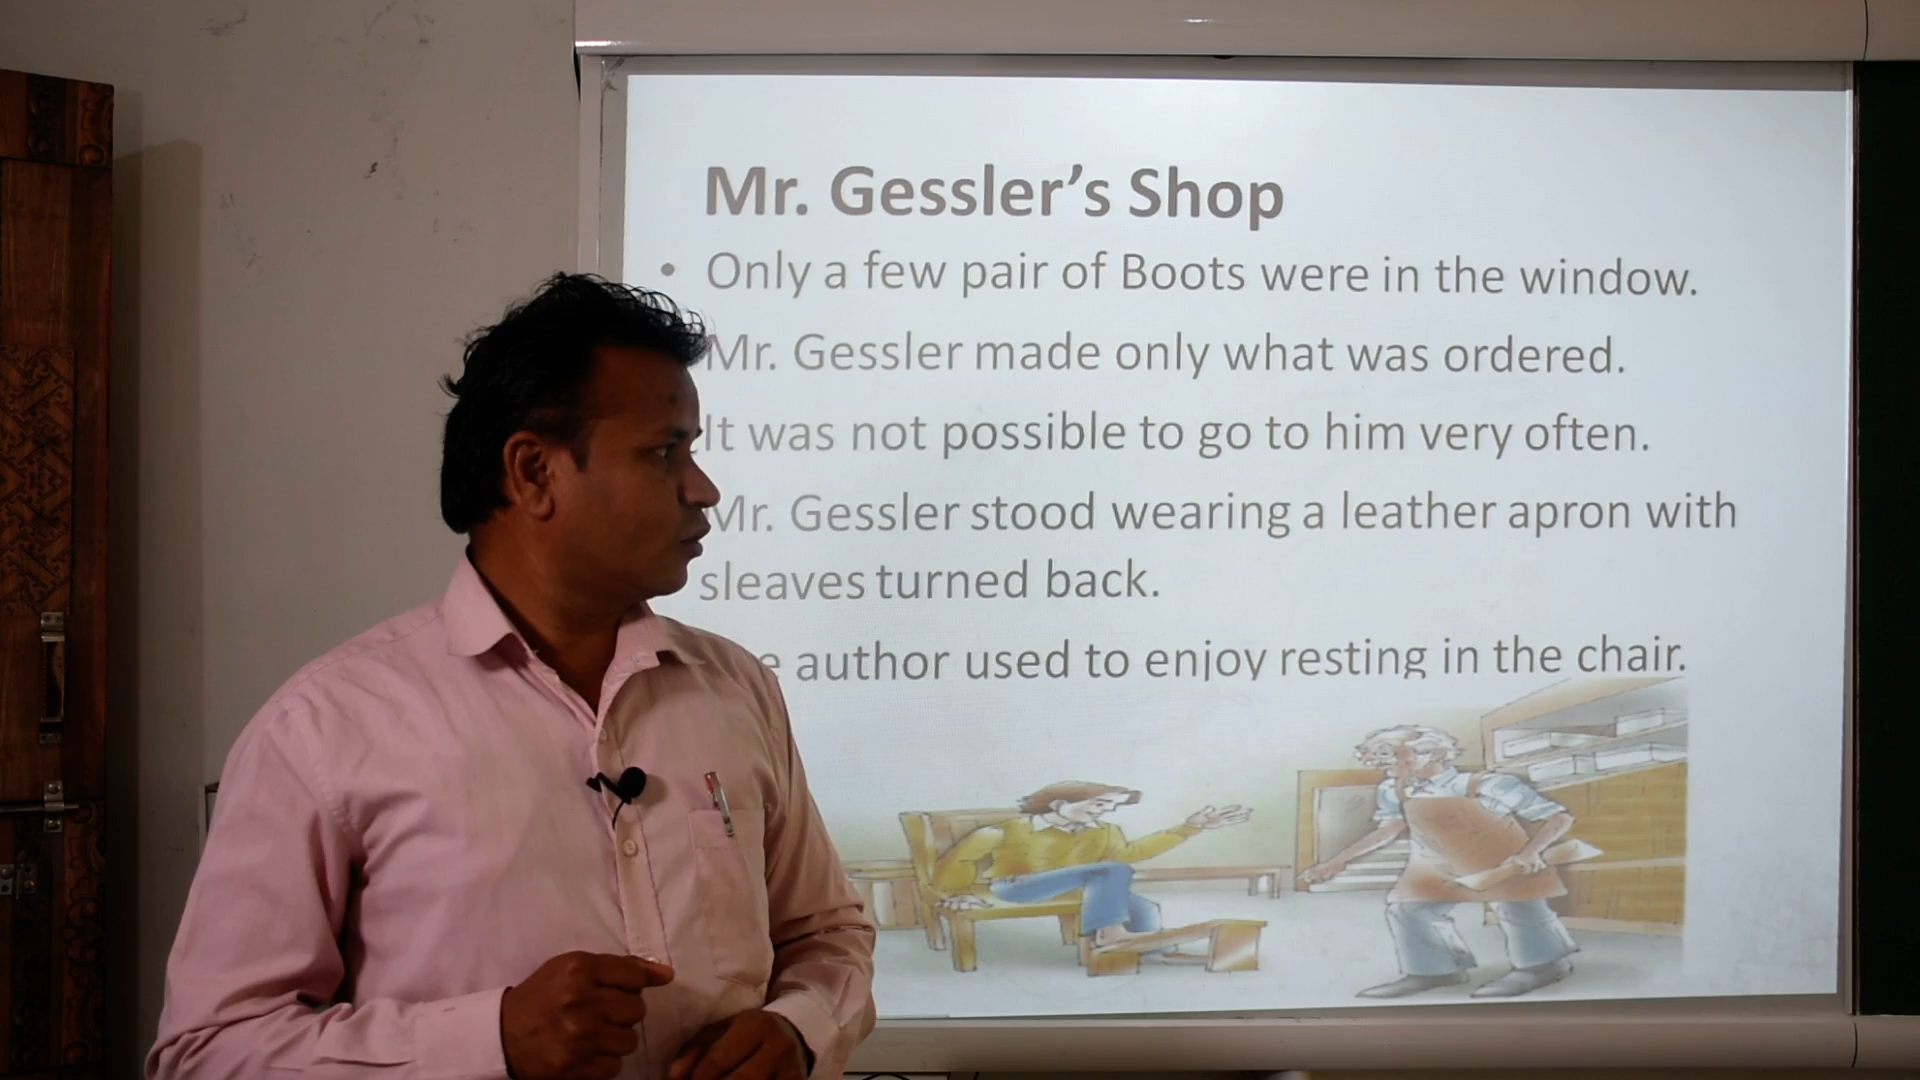 Mr. Gessler’s Shop
• Only a few pair of Boots were in the window.
Mr. Gessler made only what was ordered.
It was not possible to go to him very often.
Mr. Gessler stood wearing a leather apron with
sleaves turned back.
author used to enjoy resting in the chair.